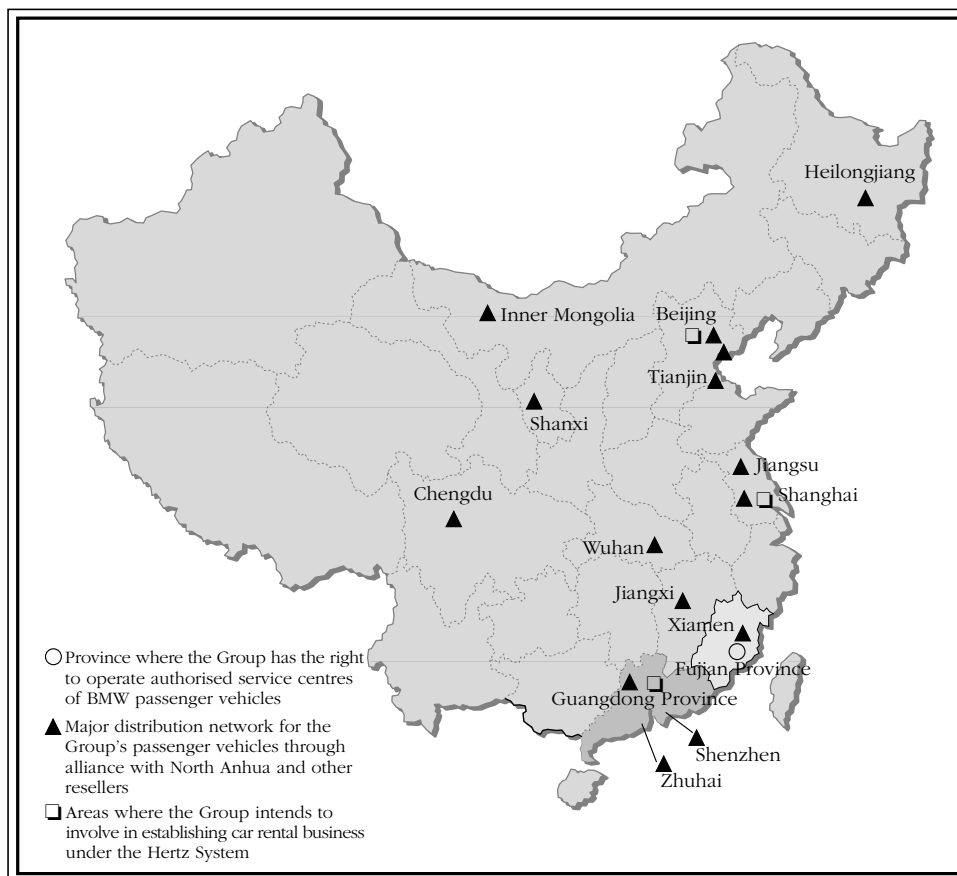 Heilongjiang
Inner Mongolia
Beijing
Tianjin
Shanxi
Jiangsu
Chengdu
Shanghai
Wuhan
Jiangxi
Xiamen
Fujian Province
Guangdong Province
Shenzhen
Zhuhai
Province where the Group has the right
to operate authorised service centres
of BMW passenger vehicles
Major distribution network for the
Group's passenger vehicles through
alliance with North Anhua and other
resellers
Areas where the Group intends to
involve in establishing car rental business
under the Hertz System